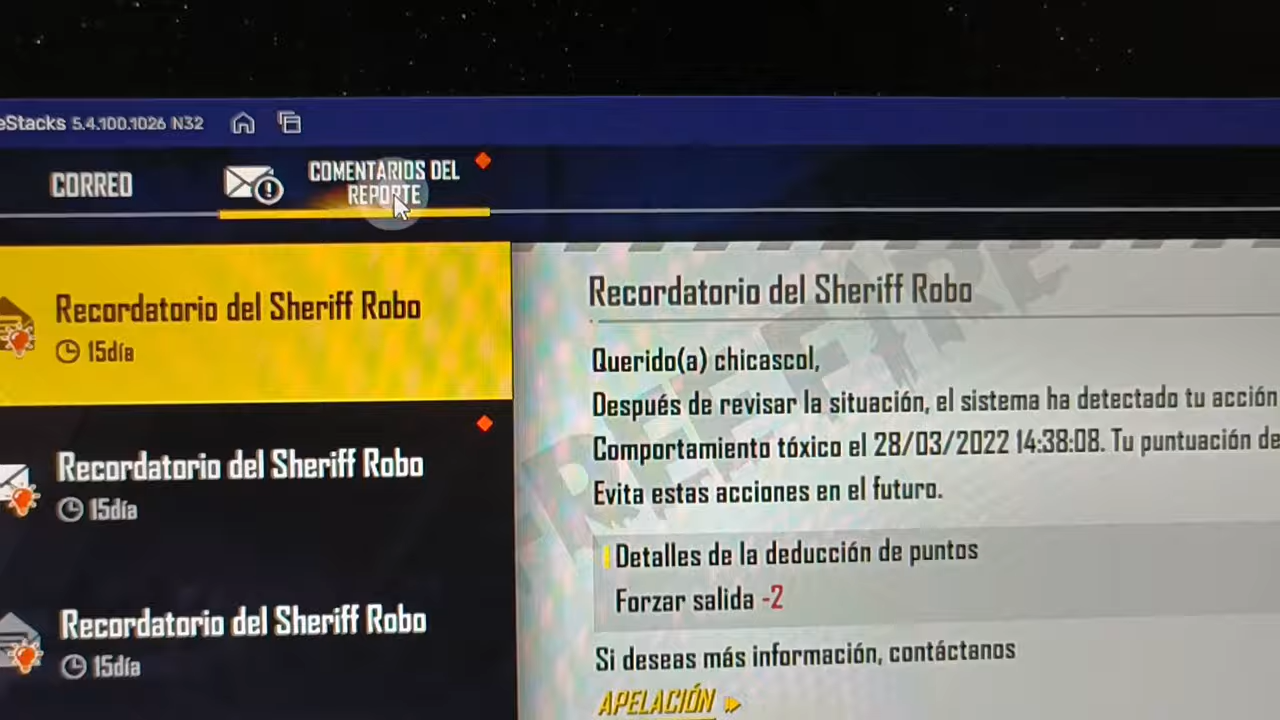 eStacks 5.4.100.1026 N32
CORREO
COMENTARIOS DEL
REPORTE
Recordatorio del Sheriff Robo
15día
Recordatorio del Sheriff Robo
15día
Recordatorio del Sheriff Robo
15día
Recordatorio del Sheriff Robo
Querido(a) chicascol,
Después de revisar la situación, el sistema ha detectado tu acción
Comportamiento tóxico el 28/03/2022 14:38:08. Tu puntuación de
Evita estas acciones en el futuro.
Detalles de la deducción de puntos
Forzar salida -2
Si deseas más información, contáctanos
APELACIÓN
FREE FIRE